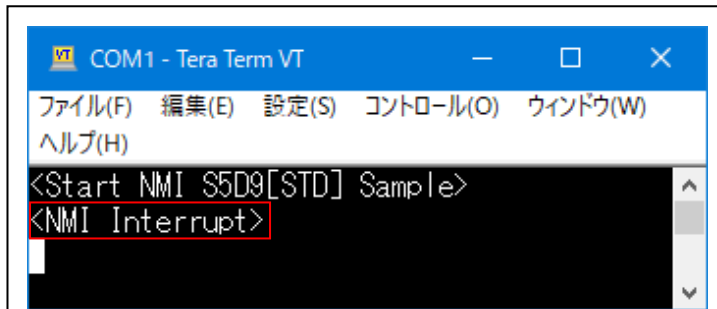 COM1 - Tera Term VT
ファイル(F) 編集(E) 設定(S) コントロール(O) ウィンドウ(W)
ヘルプ(H)
<Start NMI S5D9[STD] Sample>
<NMI Interrupt>